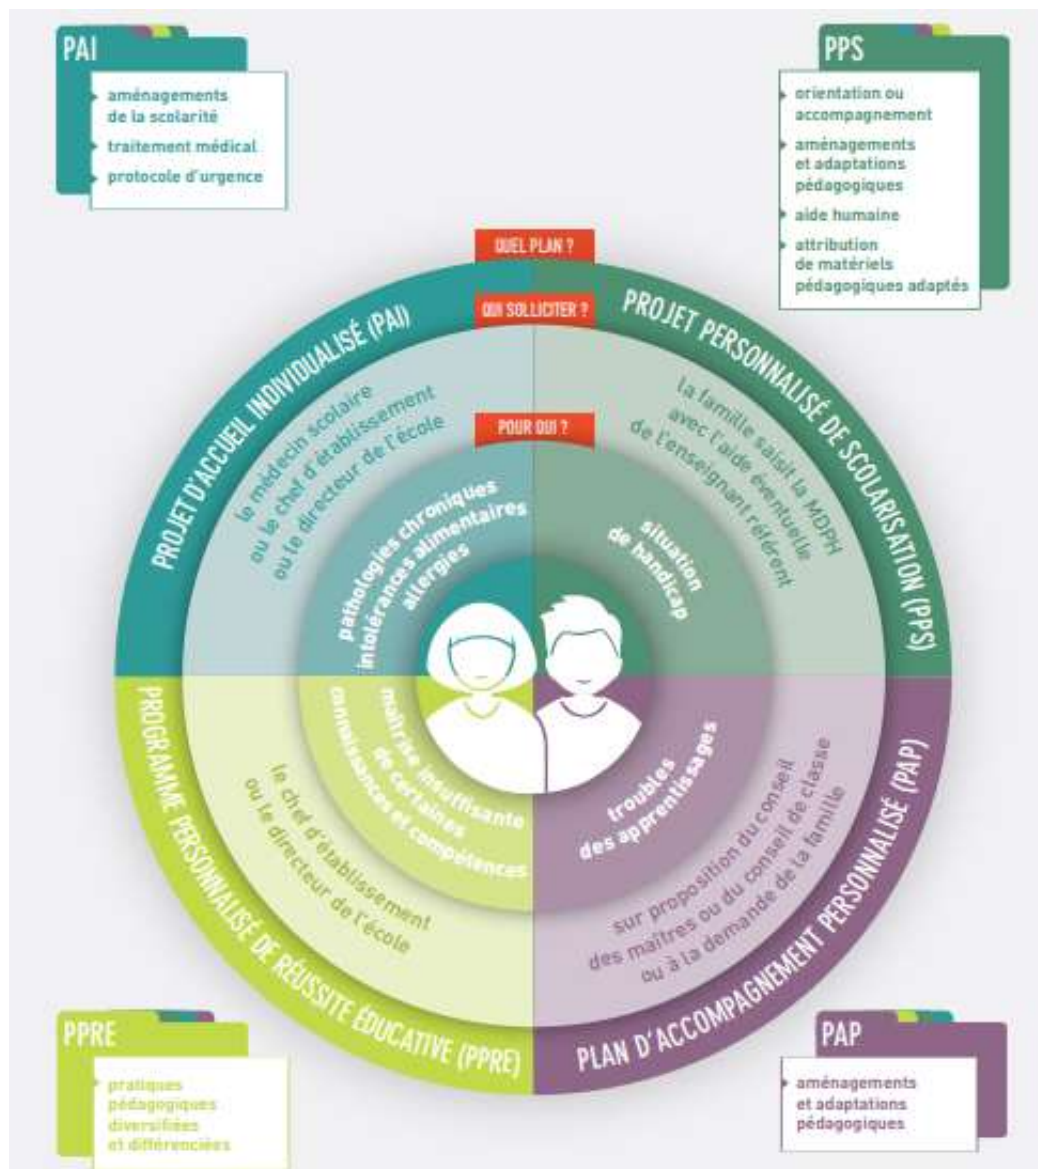 PAI
aménagements
de la scolarité
traitement médical
protocole d'urgence
PPS
orientation ou
accompagnement
aménagements
et adaptations
pédagogiques
aide humaine
attribution
de matériels
pédagogiques adaptés
QUEL PLAN ?
QUI SOLLICITER ?
POUR QUI ?
PROJET D'ACCUEIL INDIVIDUALISÉ (PAI)
le médecin scolaire
ou le chef d'établissement
ou le directeur de l'école
pathologies chroniques
intolérances alimentaires
allergies
PROJET PERSONNALISÉ DE SCOLARISATION (PPS)
la famille saisit la MDPH
avec l'aide éventuelle
de l'enseignant référent
situation
de handicap
PROGRAMME PERSONNALISÉ DE RÉUSSITE ÉDUCATIVE (PPRE)
le chef d'établissement
ou le directeur de l'école
maîtrise insuffisante
de certaines
connaissances et compétences
PLAN D'ACCOMPAGNEMENT PERSONNALISÉ (PAP)
sur proposition du conseil
des maîtres ou du conseil de classe
ou à la demande de la famille
troubles
des apprentissages
PPRE
pratiques
pédagogiques
diversifiées
et différenciées
PAP
aménagements
et adaptations
pédagogiques